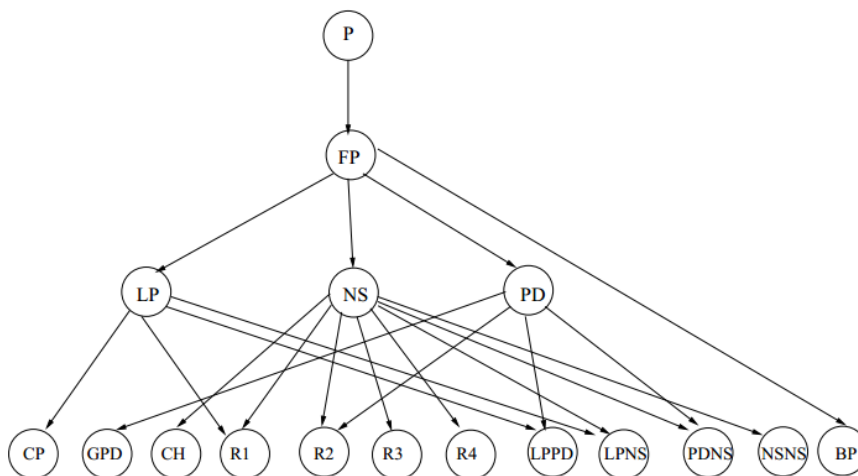 P
FP
LP NS PD
CP GPD CH R1 R2 R3 R4 LPPD LPNS PDNS NSNS BP